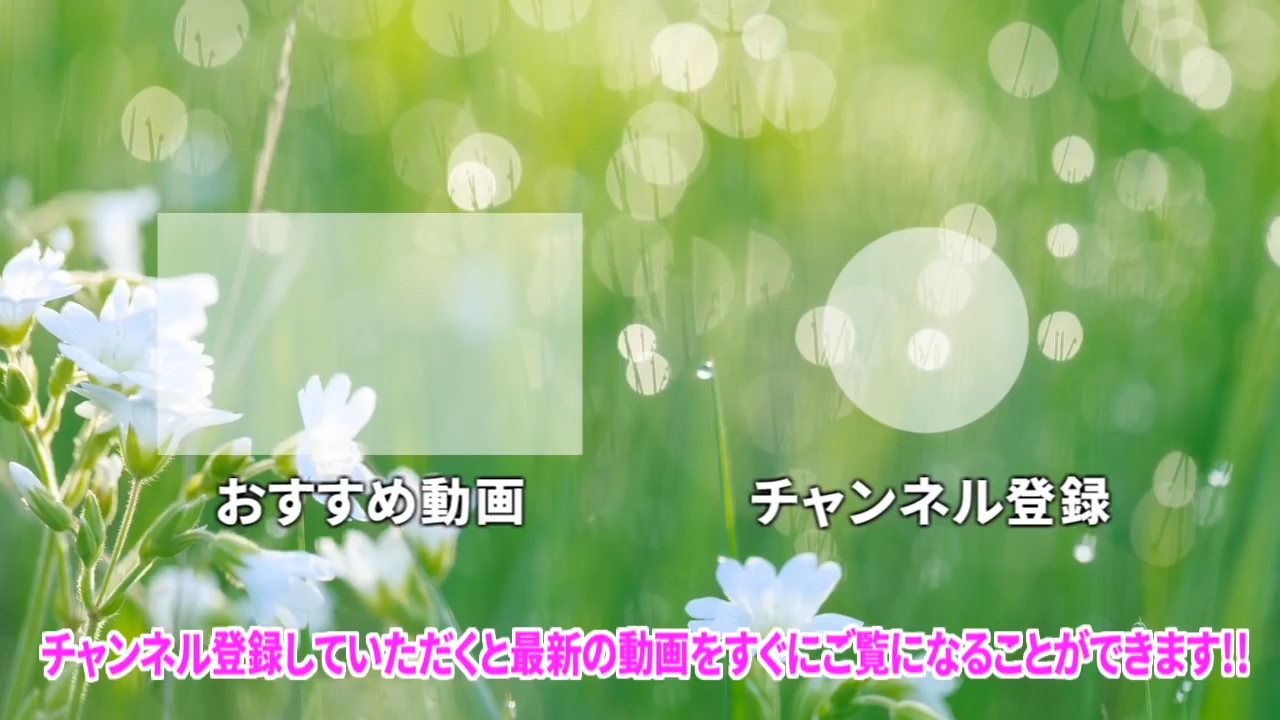 おすすめ動画
チャンネル登録
チャンネル登録していただくと最新の動画をすぐにご覧になることができます!!